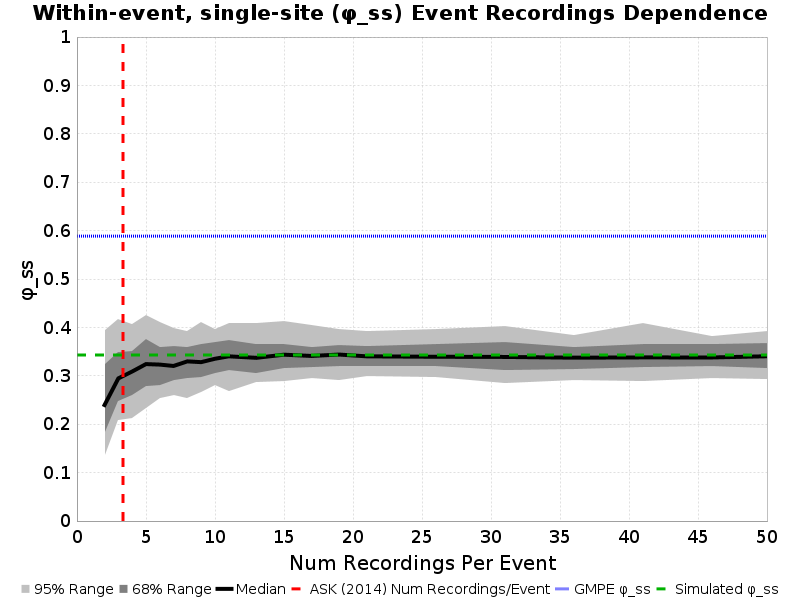 Within-event, single-site (φ_ss) Event Recordings Dependence
1
0.9
0.8
0.7
0.6
0.5
0.4
0.3
0.2
0.1
0
φ_ss
0 5 10 15 20 25 30 35 40 45 50
Num Recordings Per Event
95% Range 68% Range Median ASK (2014) Num Recordings/Event GMPE φ_ss Simulated φ_ss